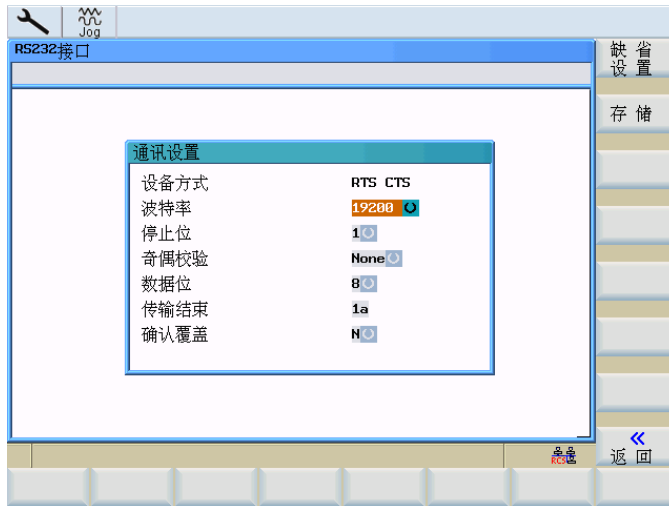 Jog
RS232接口
缺 省
设 置
存 储
通讯设置
设备方式 RTS CTS
波特率 19200
停止位 1
奇偶校验 None
数据位 8
传输结束 1a
确认覆盖 N
RCS
返 回